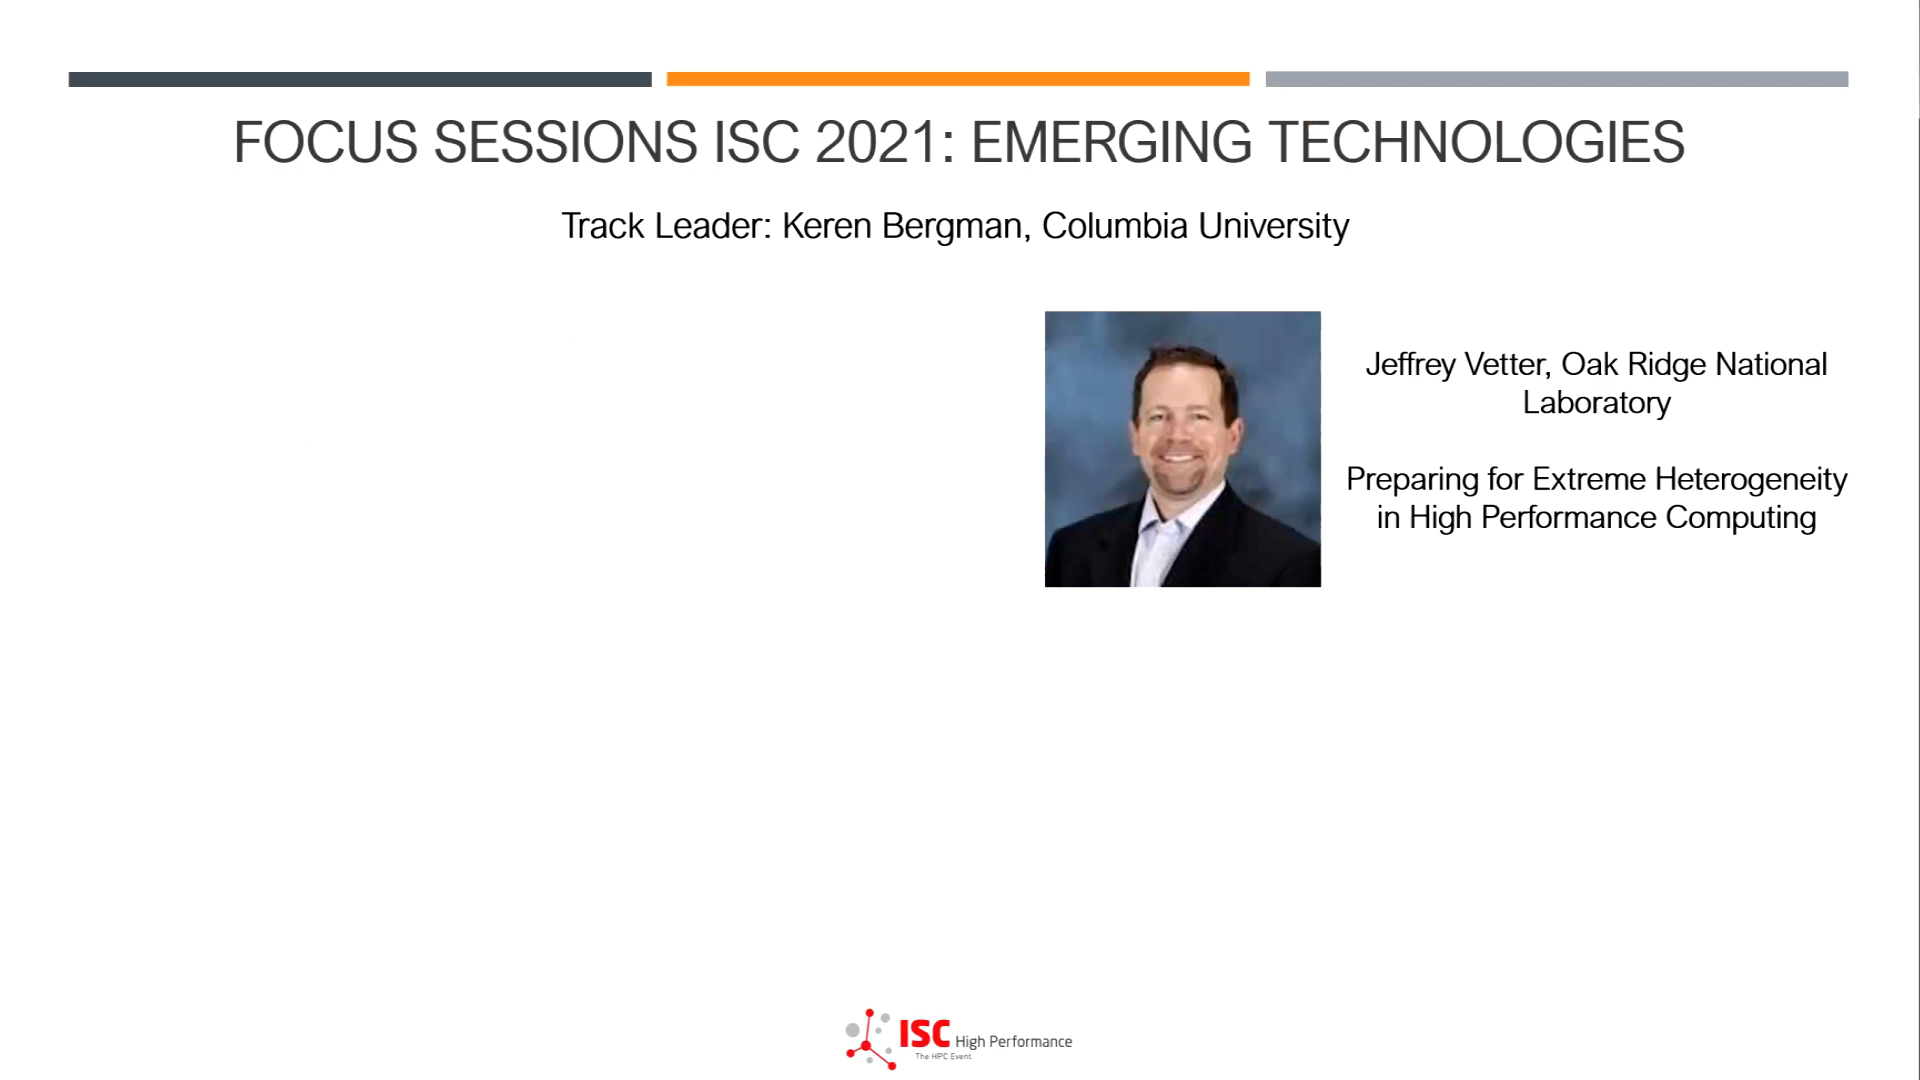 FOCUS SESSIONS ISC 2021: EMERGING TECHNOLOGIES
Track Leader: Keren Bergman, Columbia University
Jeffrey Vetter, Oak Ridge National
Laboratory
Preparing for Extreme Heterogeneity
in High Performance Computing
ISC High Performance
The HPC Event.